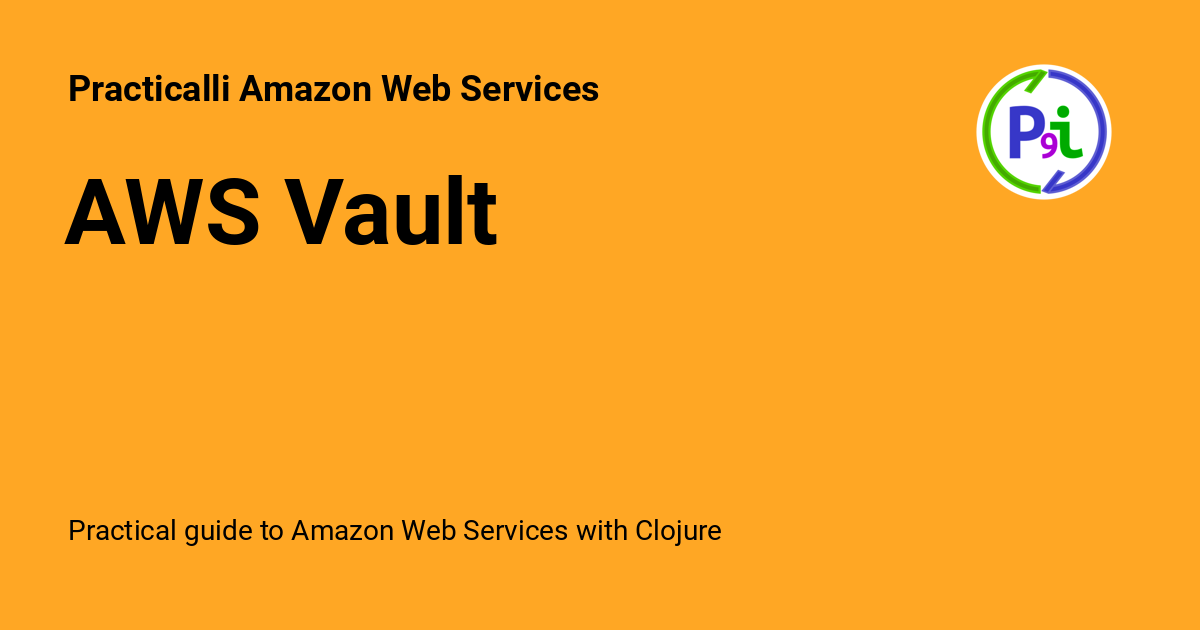 Practicalli Amazon Web Services
P9i
AWS Vault
Practical guide to Amazon Web Services with Clojure